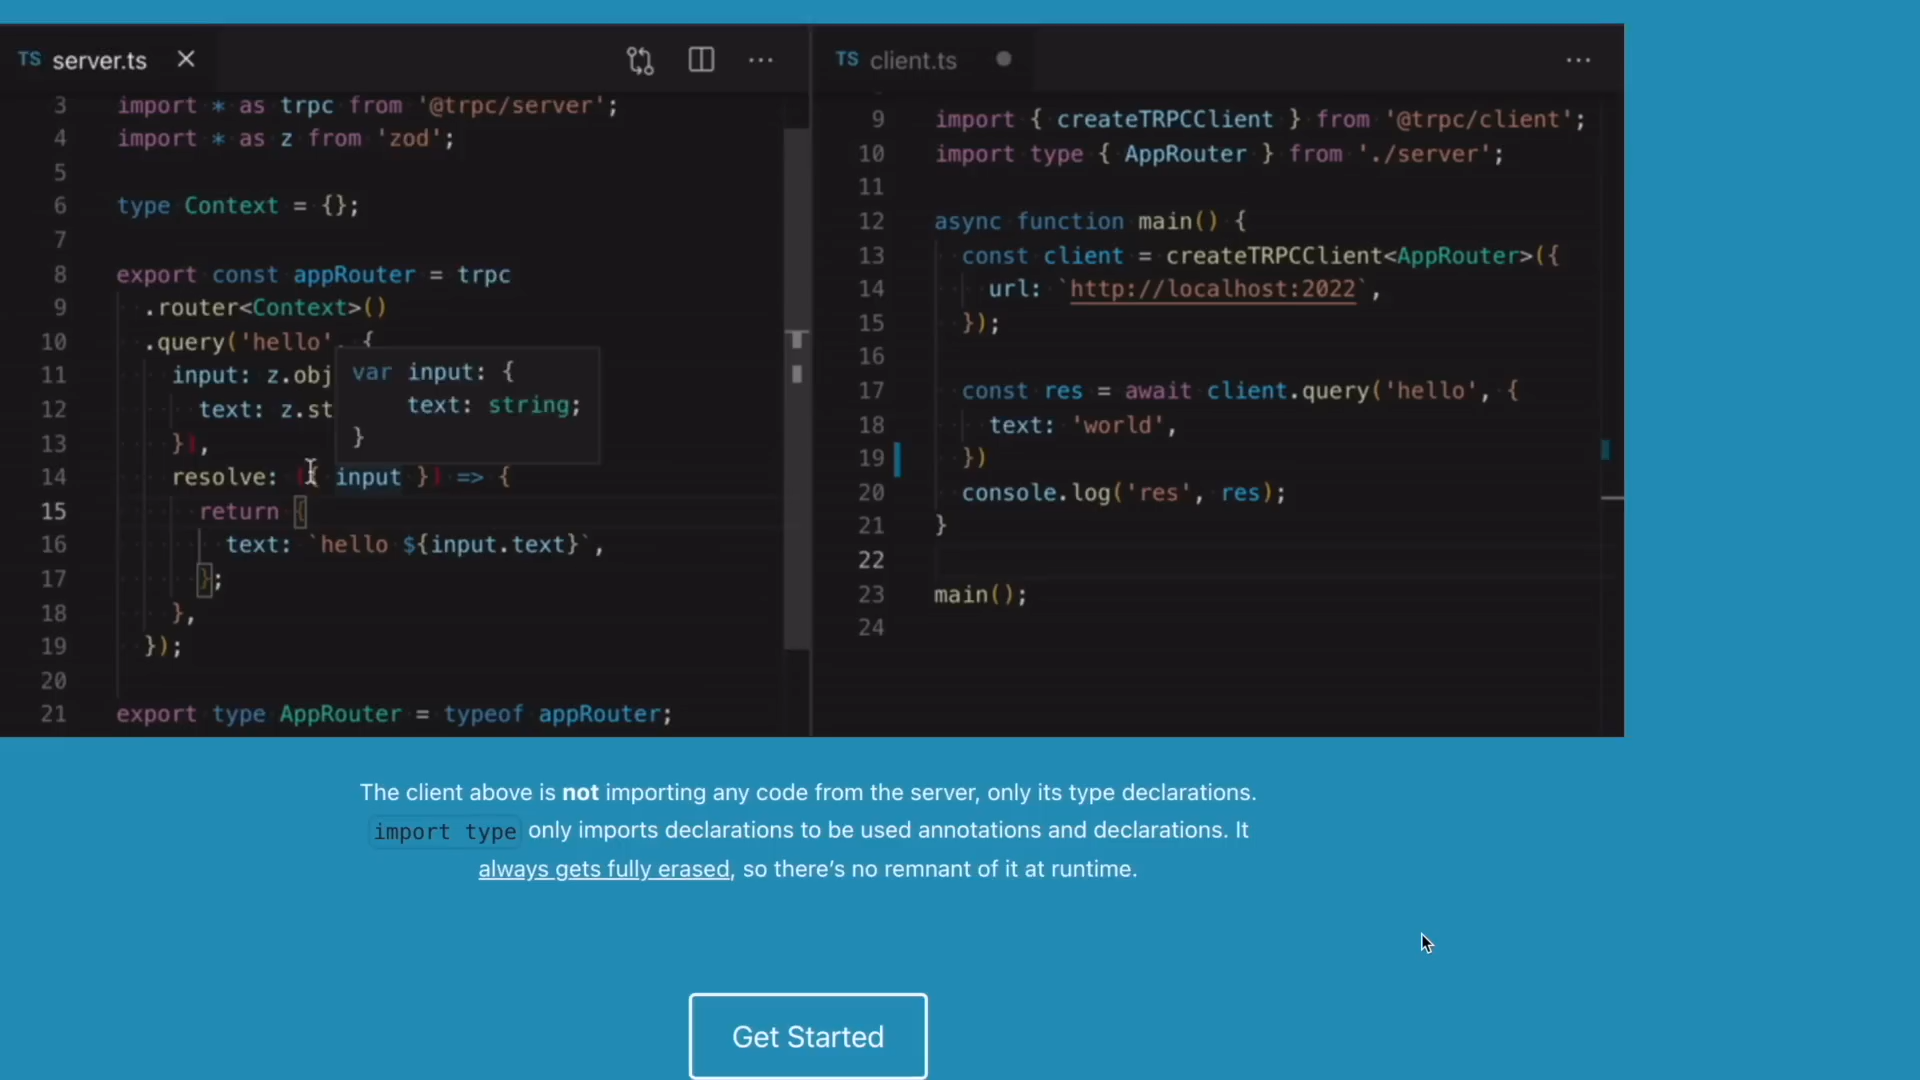 TS server.ts
3 import * as trpc from '@trpc/server';
4 import * as z from 'zod';
5
6 type Context = {};
7
8 export const appRouter = trpc
9 .router<Context>()
10 .query('hello', {
11 input: z.obj
12 text: z.st
13 }),
14 resolve: ({ input }) => {
15 return {
16 text: `hello ${input.text}`,
17 };
18 },
19 });
20
21 export type AppRouter = typeof appRouter;
var input: {
text: string;
}
TS client.ts
9 import { createTRPCClient } from '@trpc/client';
10 import type { AppRouter } from './server';
11
12 async function main() {
13 const client = createTRPCClient<AppRouter>({
14 url: `http://localhost:2022`,
15 });
16
17 const res = await client.query('hello', {
18 text: 'world',
19 })
20 console.log('res', res);
21 }
22
23 main();
24
The client above is not importing any code from the server, only its type declarations.
import type only imports declarations to be used annotations and declarations. It
always gets fully erased, so there's no remnant of it at runtime.
Get Started